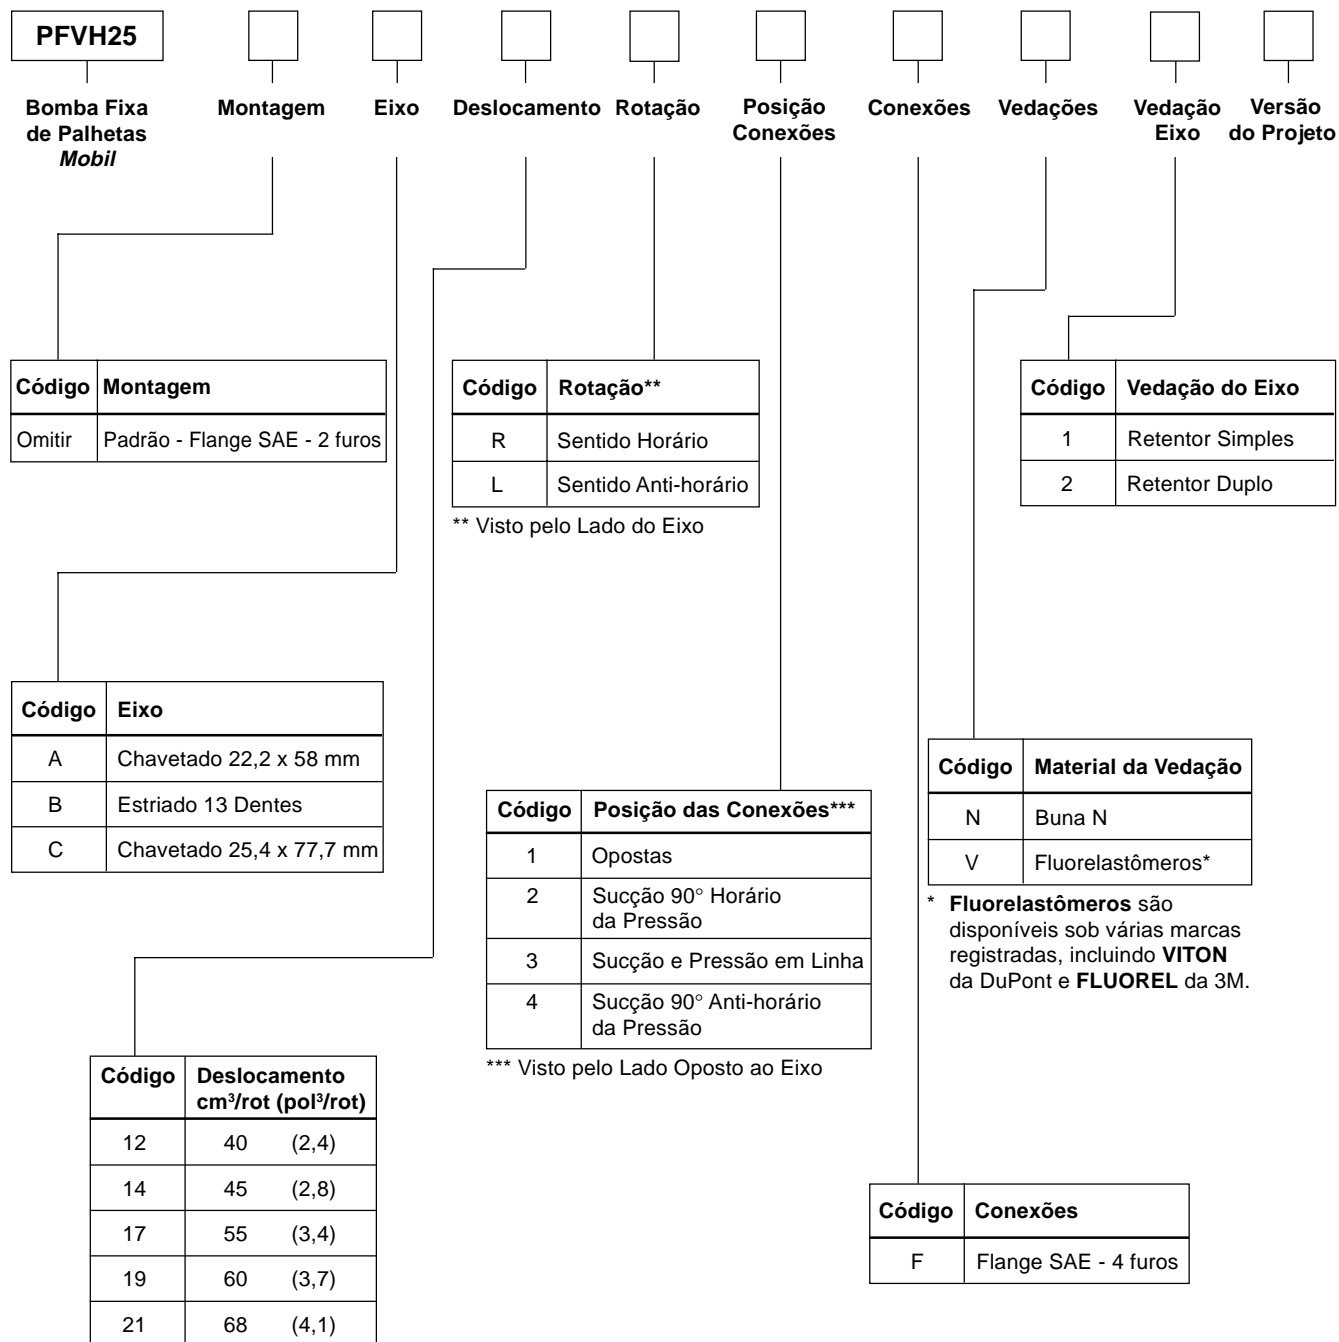 PFVH25
Bomba Fixa
de Palhetas
Mobil
Montagem
Eixo
Deslocamento
Rotação
Posição
Conexões
Conexões
Vedações
Vedação
Eixo
Versão
do Projeto
Código Montagem
Omitir Padrão - Flange SAE - 2 furos
Código Rotação**
R Sentido Horário
L Sentido Anti-horário
** Visto pelo Lado do Eixo
Código Vedação do Eixo
1 Retentor Simples
2 Retentor Duplo
Código Eixo
A Chavetado 22,2 x 58 mm
B Estriado 13 Dentes
C Chavetado 25,4 x 77,7 mm
Código Posição das Conexões***
1 Opostas
2 Sucção 90° Horário
da Pressão
3 Sucção e Pressão em Linha
4 Sucção 90° Anti-horário
da Pressão
*** Visto pelo Lado Oposto ao Eixo
Código Material da Vedação
N Buna N
V Fluorelastômeros*
* Fluorelastômeros são
disponíveis sob várias marcas
registradas, incluindo VITON
da DuPont e FLUOREL da 3M.
Código Deslocamento
cm³/rot (pol³/rot)
12 40 (2,4)
14 45 (2,8)
17 55 (3,4)
19 60 (3,7)
21 68 (4,1)
Código Conexões
F Flange SAE - 4 furos